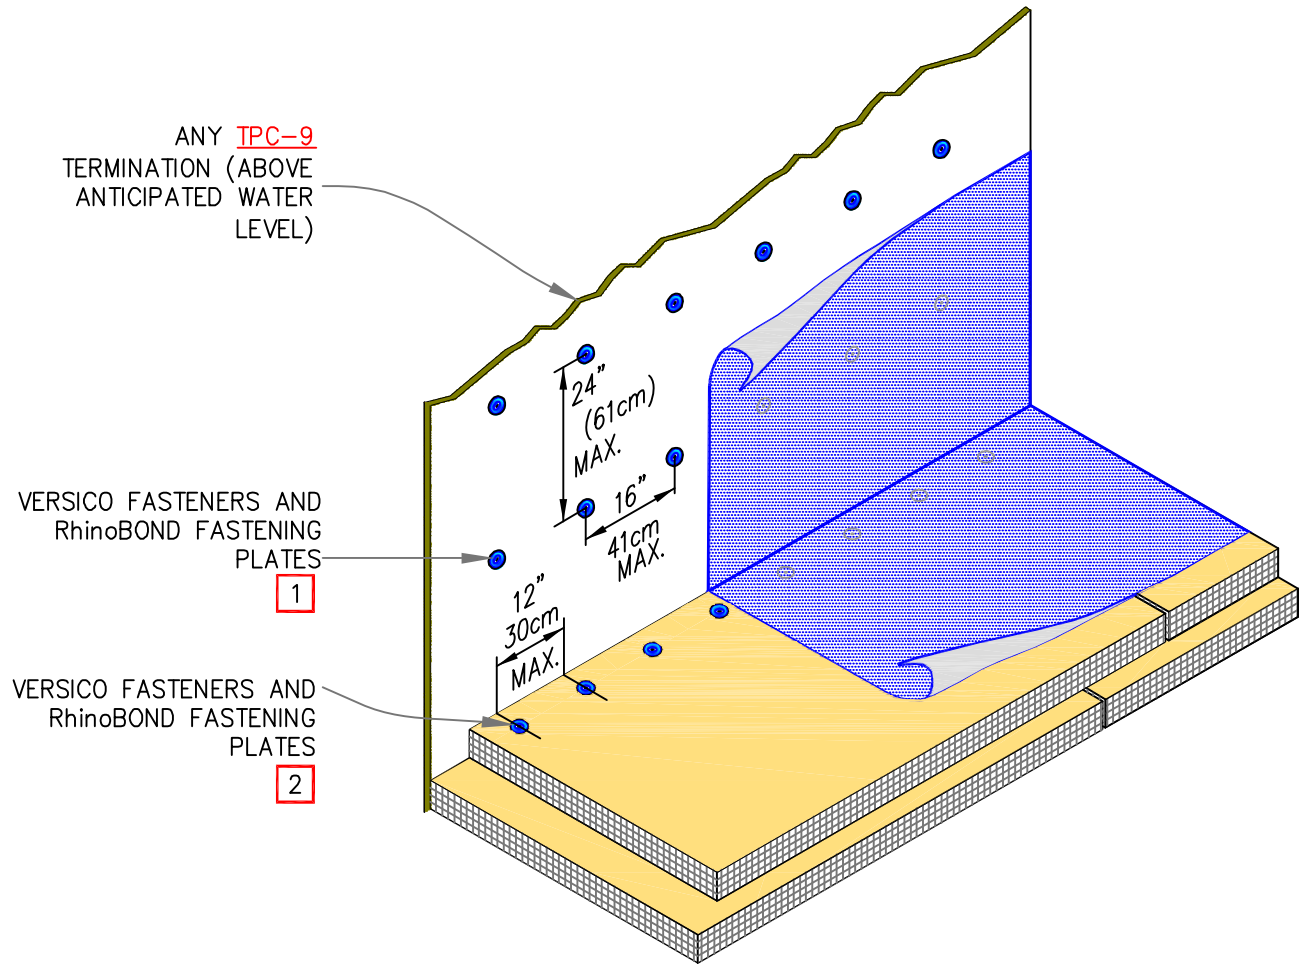 ANY TPC-9
TERMINATION (ABOVE
ANTICIPATED WATER
LEVEL)
24"
(61cm)
MAX.
16"
41cm
MAX.
VERSICO FASTENERS AND
RhinoBOND FASTENING
PLATES
1
12"
30cm
MAX.
VERSICO FASTENERS AND
RhinoBOND FASTENING
PLATES
2